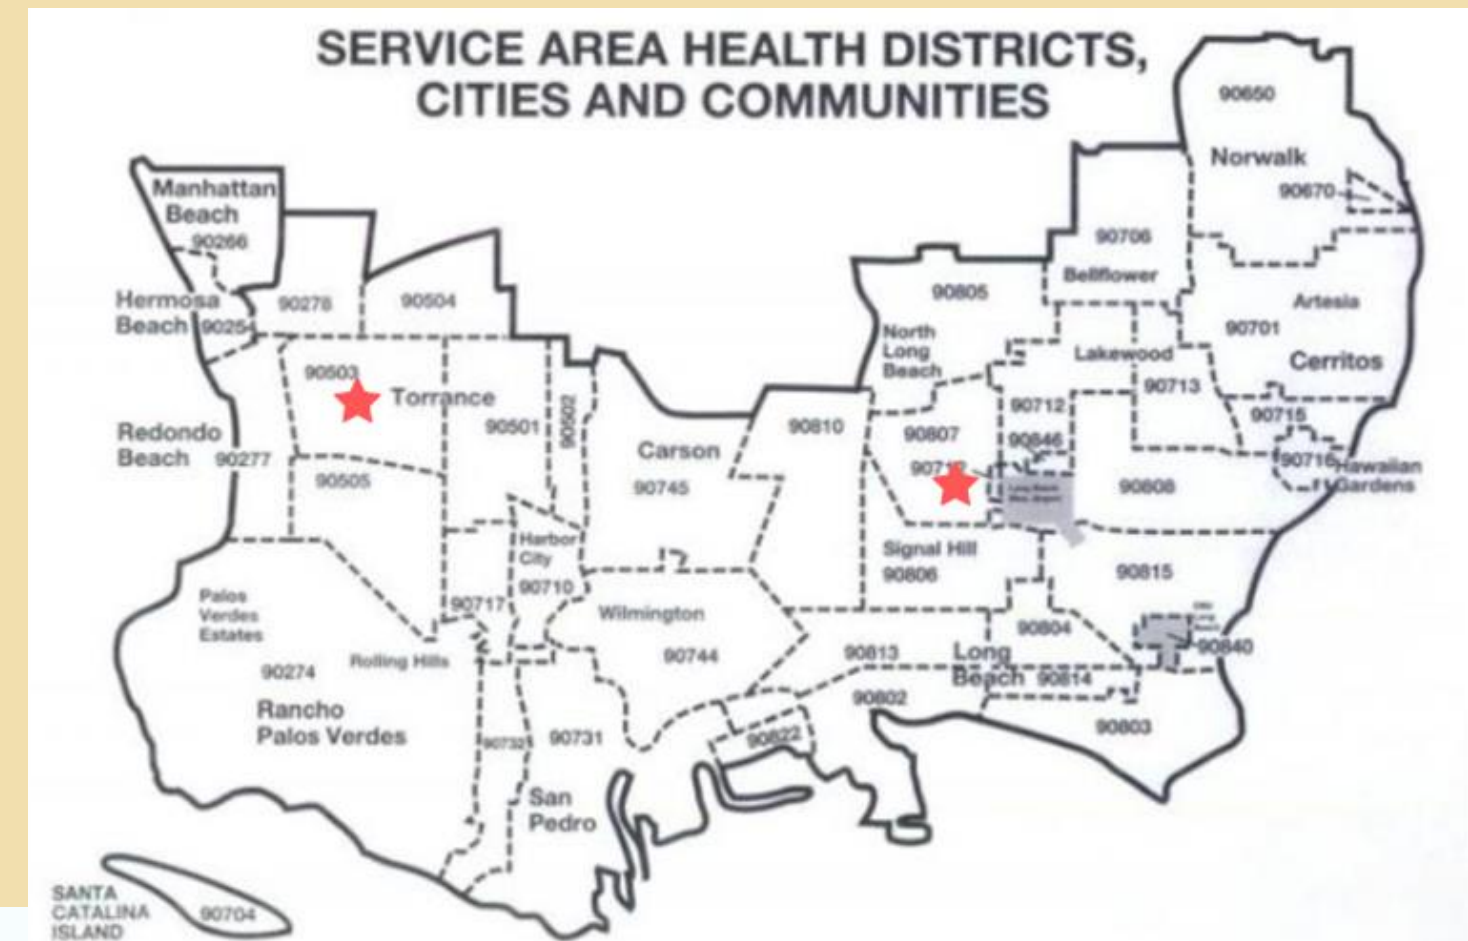 SERVICE AREA HEALTH DISTRICTS,
CITIES AND COMMUNITIES
90650
Norwalk
90670
Manhattan
Beach
90266
90706
Bellflower
Hermosa
Beach 90254
90278
90504
90805
Artesia
90701
Cerritos
North
Long
Beach
Lakewood
90713
90503
Torrance
90712
90715
90501
90502
90810
90807
Redondo
Beach 90277
Carson
90745
90846
90716 Hawaiian
Gardens
90505
90808
Harbor
City
90710
Signal Hill
90806
90815
Palos
Verdes
Estates
90717
Wilmington
90744
90804
90840
Rolling Hills
90274
90813
Long
Beach 90814
90802
Rancho
Palos Verdes
90732
90731
90822
90803
San
Pedro
SANTA
CATALINA
ISLAND
90704